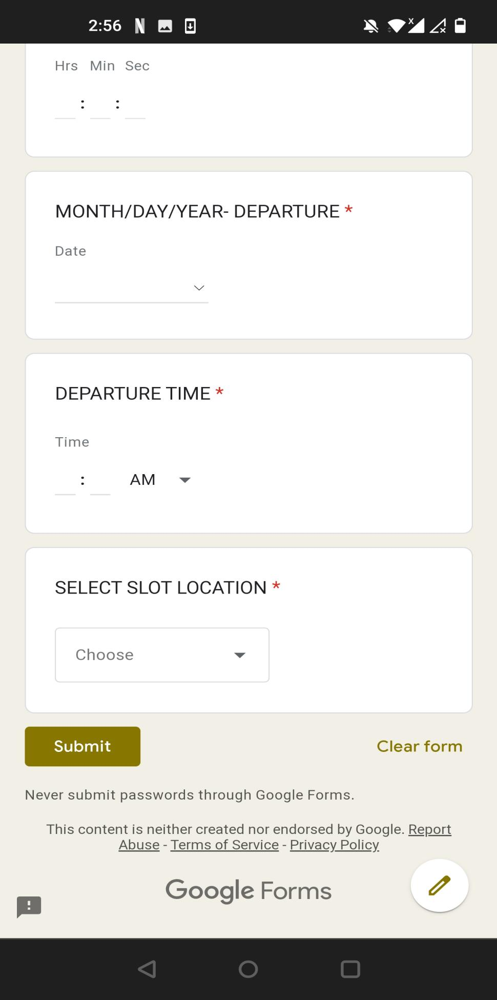 2:56
Hrs Min Sec
: :
MONTH/DAY/YEAR- DEPARTURE *
Date
DEPARTURE TIME *
Time
: AM
SELECT SLOT LOCATION *
Choose
Submit Clear form
Never submit passwords through Google Forms.
This content is neither created nor endorsed by Google. Report
Abuse - Terms of Service - Privacy Policy
Google Forms